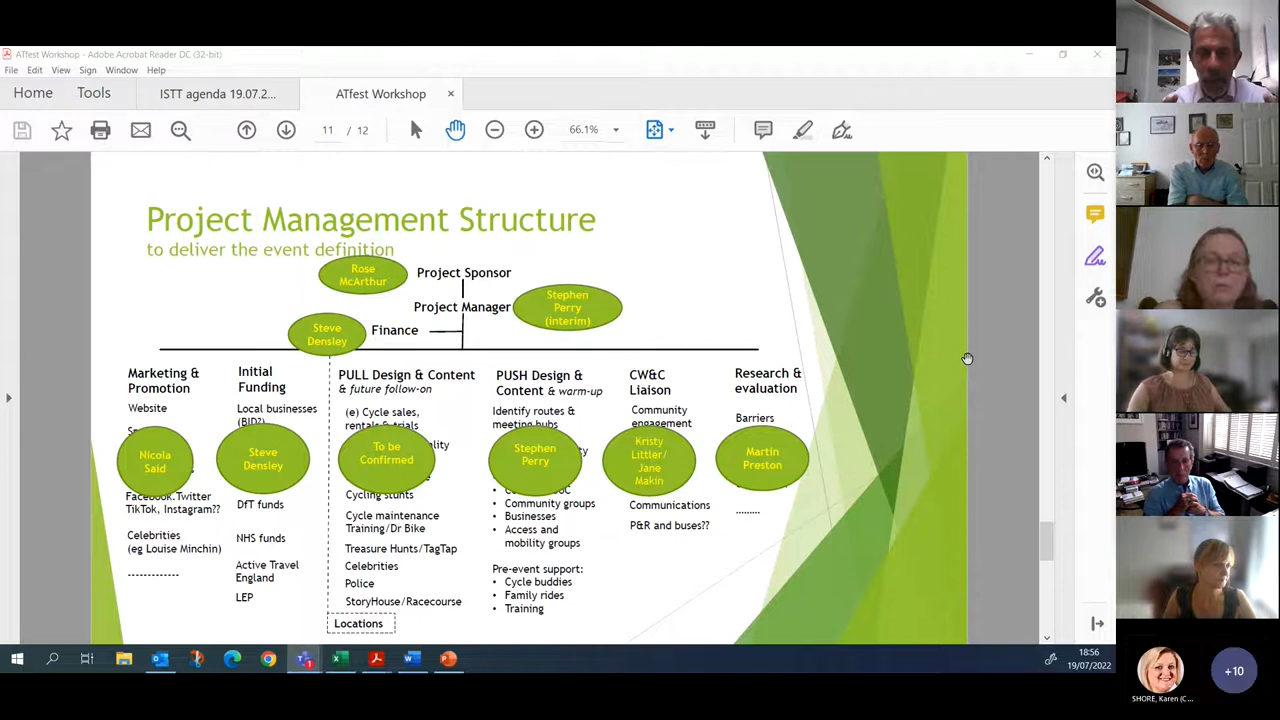 ATfest Workshop - Adobe Acrobat Reader DC (32-bit)
File Edit View Sign Window Help
Home Tools ISTT agenda 19.07.2... ATfest Workshop ×
11 / 12 66.1%
Project Management Structure
to deliver the event definition
Rose
McArthur
Project Sponsor
Project Manager
Stephen
Perry
(interim)
Steve
Densley
Finance
Marketing &
Promotion
Website
Nicola
Said
Facebook.Twitter
TikTok, Instagram??
Celebrities
(eg Louise Minchin)
-------------
Initial
Funding
Local businesses
(BID?)
Steve
Densley
DfT funds
NHS funds
Active Travel
England
LEP
PULL Design & Content
& future follow-on
(e) Cycle sales,
rentals & trials
To be
Confirmed
Cycling stunts
Cycle maintenance
Training/Dr Bike
Treasure Hunts/TagTap
Celebrities
Police
StoryHouse/Racecourse
Locations
PUSH Design &
Content & warm-up
Identify routes &
meeting hubs
Stephen
Perry
• Community groups
• Businesses
• Access and
mobility groups
Pre-event support:
• Cycle buddies
• Family rides
• Training
CW&C
Liaison
Community
engagement
Kristy
Littler/
Jane
Makin
Communications
P&R and buses??
Research &
evaluation
Barriers
Martin
Preston
.........
18:56
19/07/2022
SHORE, Karen (C...
+10